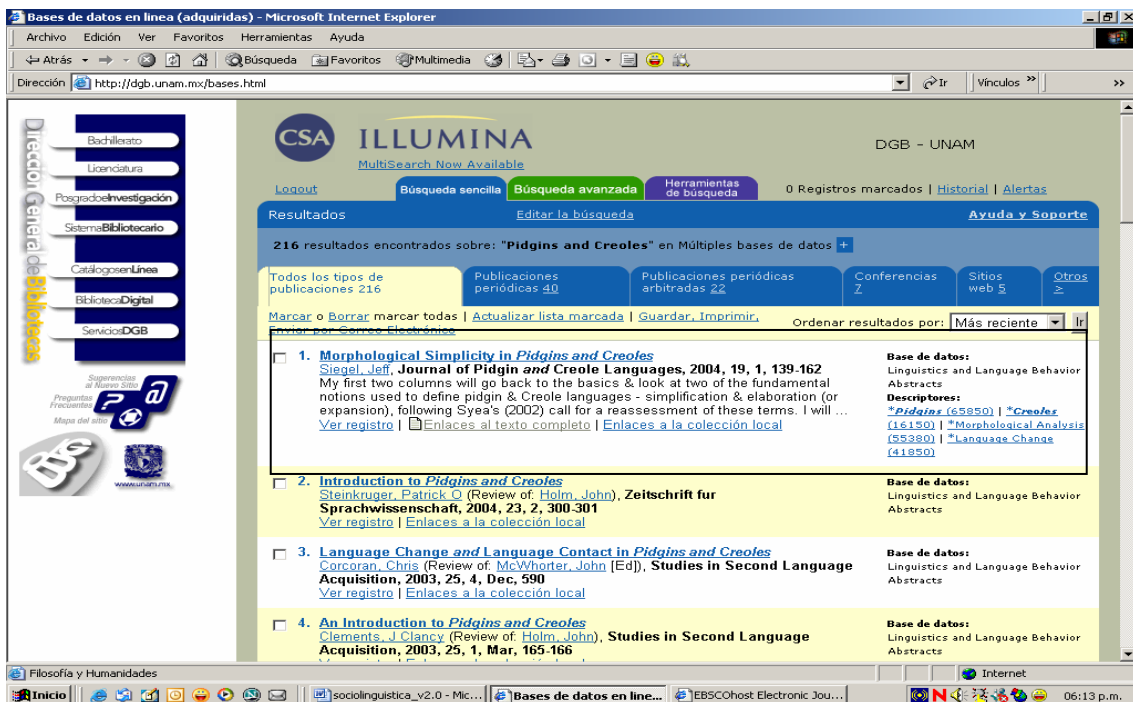 Bases de datos en linea (adquiridas) - Microsoft Internet Explorer
Archivo Edición Ver Favoritos Herramientas Ayuda
Atrás Búsqueda Favoritos Multimedia
Dirección http://dgb.unam.mx/bases.html Ir Vínculos »
Dirección General de Bibliotecas
Bachillerato
Licenciatura
PosgradoeInvestigación
SistemaBibliotecario
CatálogosenLínea
BibliotecaDigital
ServiciosDGB
Sugerencias
al Nuevo Sitio
Preguntas
Frecuentes
Mapa del sitio
www.unam.mx
CSA ILLUMINA
MultiSearch Now Available
DGB - UNAM
Logout Búsqueda sencilla Búsqueda avanzada Herramientas
de búsqueda 0 Registros marcados | Historial | Alertas
Resultados Editar la búsqueda Ayuda y Soporte
216 resultados encontrados sobre: "Pidgins and Creoles" en Múltiples bases de datos +
Todos los tipos de
publicaciones 216
Publicaciones
periódicas 40
Publicaciones periódicas
arbitradas 22
Conferencias
7
Sitios
web 5
Otros
>
Marcar o Borrar marcar todas | Actualizar lista marcada | Guardar, Imprimir,
Enviar por Correo Electrónico
Ordenar resultados por: Más reciente Ir
1. Morphological Simplicity in Pidgins and Creoles
Siegel, Jeff, Journal of Pidgin and Creole Languages, 2004, 19, 1, 139-162
My first two columns will go back to the basics & look at two of the fundamental
notions used to define pidgin & Creole languages - simplification & elaboration (or
expansion), following Syea's (2002) call for a reassessment of these terms. I will ...
Ver registro | Enlaces al texto completo | Enlaces a la colección local
Base de datos:
Linguistics and Language Behavior
Abstracts
Descriptores:
*Pidgins (65850) | *Creoles
(16150) | *Morphological Analysis
(55380) | *Language Change
(41850)
2. Introduction to Pidgins and Creoles
Steinkruger, Patrick O (Review of: Holm, John), Zeitschrift fur
Sprachwissenschaft, 2004, 23, 2, 300-301
Ver registro | Enlaces a la colección local
Base de datos:
Linguistics and Language Behavior
Abstracts
3. Language Change and Language Contact in Pidgins and Creoles
Corcoran, Chris (Review of: McWhorter, John [Ed]), Studies in Second Language
Acquisition, 2003, 25, 4, Dec, 590
Ver registro | Enlaces a la colección local
Base de datos:
Linguistics and Language Behavior
Abstracts
4. An Introduction to Pidgins and Creoles
Clements, J Clancy (Review of: Holm, John), Studies in Second Language
Acquisition, 2003, 25, 1, Mar, 165-166
Base de datos:
Linguistics and Language Behavior
Abstracts
Filosofía y Humanidades Internet
Inicio sociolinguistica_v2.0 - Mic... Bases de datos en line... EBSCOhost Electronic Jou... 06:13 p.m.